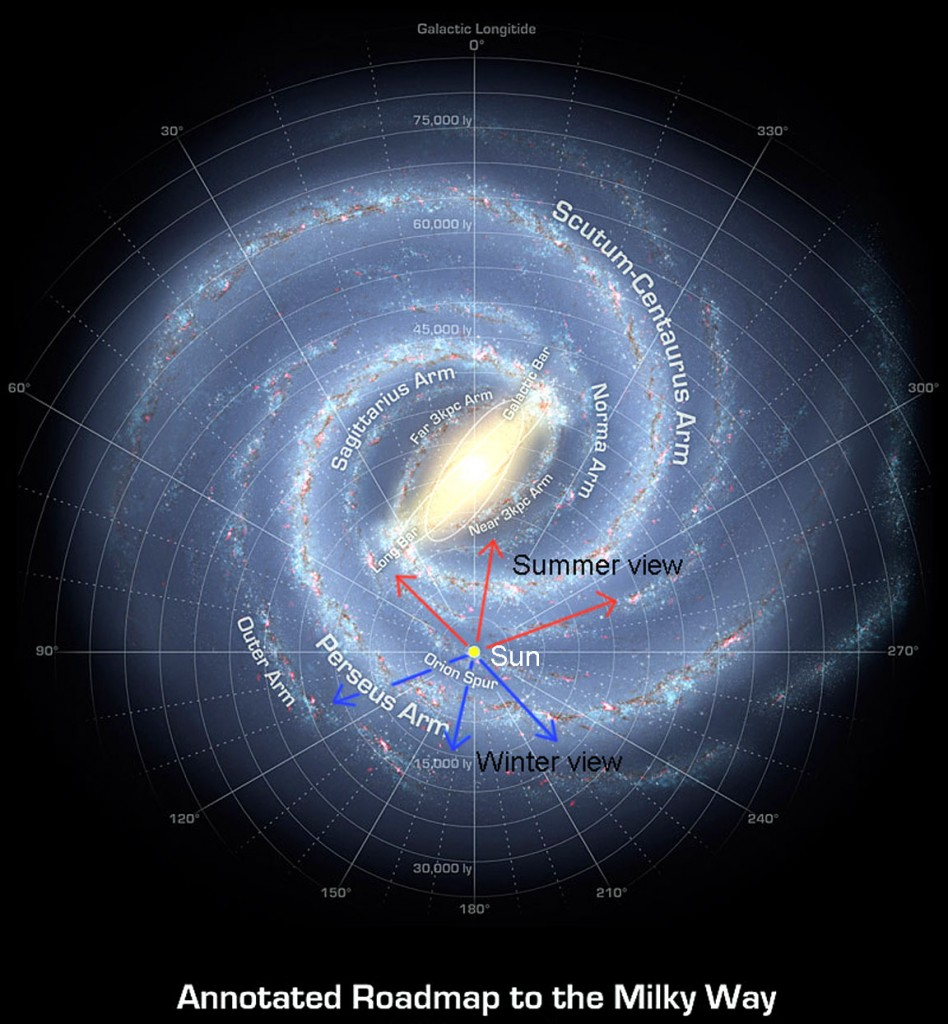 Galactic Longitide
0°
30°
330°
75,000 ly
Scutum-Centaurus Arm
60,000 ly
45,000 ly
Galactic Bar
Sagittarius Arm
60°
300°
Far 3kpc Arm
Norma Arm
Near 3kpc Arm
Long Bar
Summer view
90°
Sun
270°
Orion Spur
Outer Arm
Perseus Arm
15,000 ly
Winter view
120°
240°
30,000 ly
150°
210°
180°
Annotated Roadmap to the Milky Way